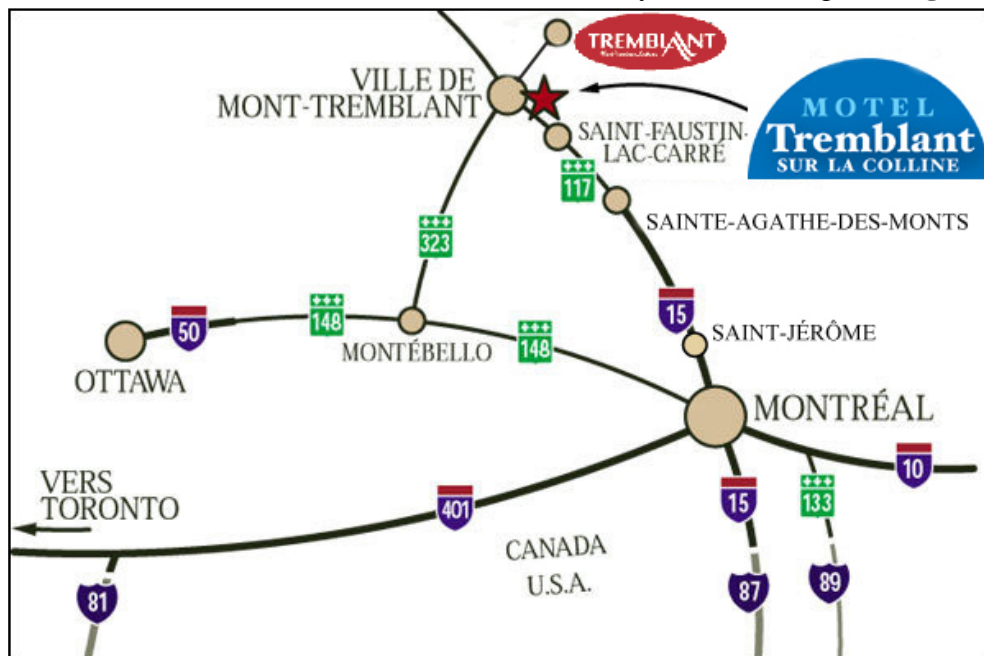 TREMBLANT
VILLE DE
MONT-TREMBLANT
MOTEL
Tremblant
SUR LA COLLINE
SAINT-FAUSTIN-
LAC-CARRÉ
117
SAINTE-AGATHE-DES-MONTS
323
15
50
148
148
SAINT-JÉRÔME
MONTÉBELLO
OTTAWA
MONTRÉAL
10
VERS
TORONTO
401
15
133
CANADA
U.S.A.
81
87
89